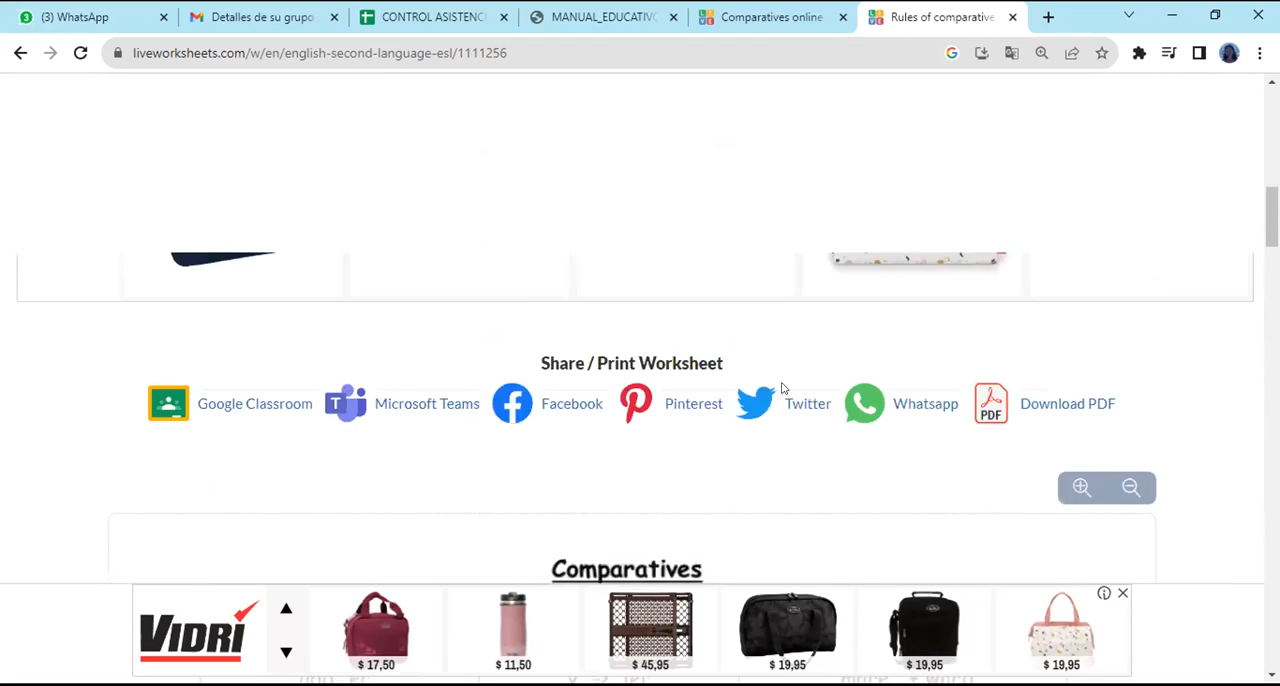 (3) WhatsApp
Detalles de su grupo
CONTROL ASISTENC
MANUAL_EDUCATIVO
Comparatives online
Rules of comparative
liveworksheets.com/w/en/english-second-language-esl/1111256
Share / Print Worksheet
Google Classroom
Microsoft Teams
Facebook
Pinterest
Twitter
Whatsapp
PDF
Download PDF
Comparatives
VIDRI
$ 17,50
$ 11,50
$ 45,95
$ 19,95
$ 19,95
$ 19,95